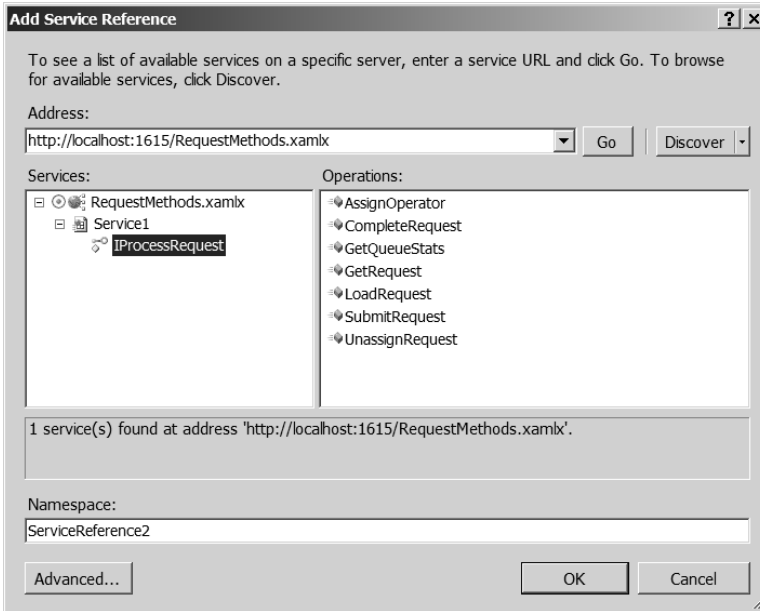 Add Service Reference
To see a list of available services on a specific server, enter a service URL and click Go. To browse
for available services, click Discover.
Address:
http://localhost:1615/RequestMethods.xamlx
Go
Discover
Services:
Operations:
RequestMethods.xamlx
Service1
IProcessRequest
AssignOperator
CompleteRequest
GetQueueStats
GetRequest
LoadRequest
SubmitRequest
UnassignRequest
1 service(s) found at address 'http://localhost:1615/RequestMethods.xamlx'.
Namespace:
ServiceReference2
Advanced...
OK
Cancel